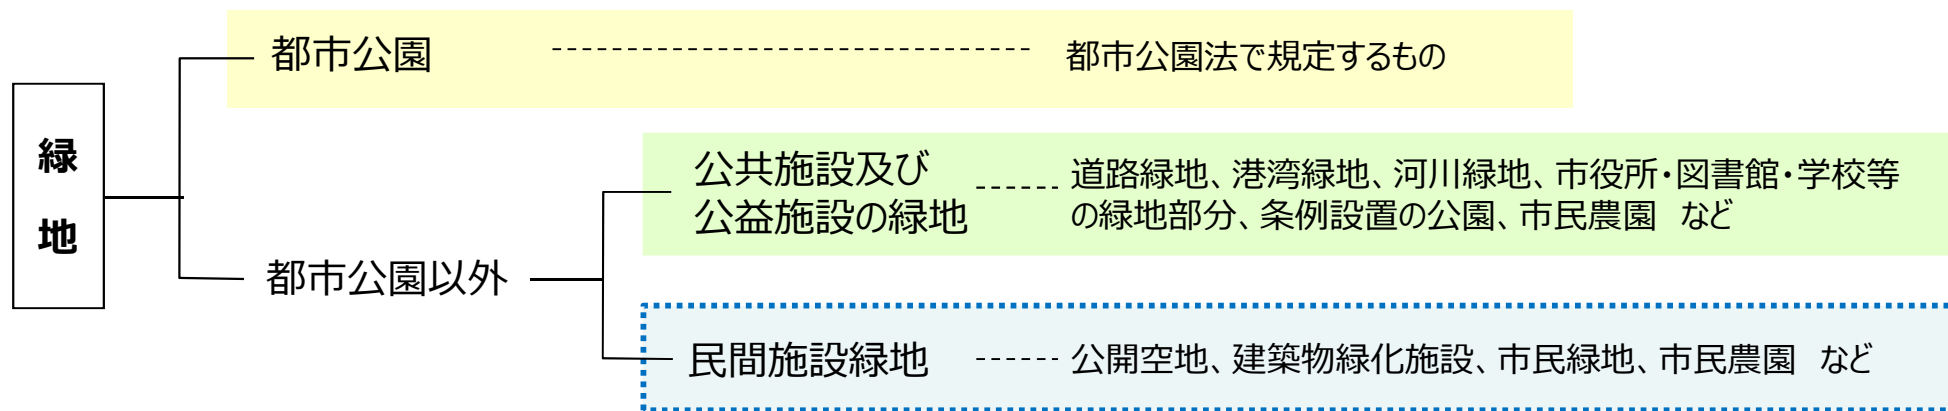 緑
地
都市公園
都市公園法で規定するもの
都市公園以外
公共施設及び
公益施設の緑地
道路緑地、港湾緑地、河川緑地、市役所・図書館・学校等
の緑地部分、条例設置の公園、市民農園　など
民間施設緑地
公開空地、建築物緑化施設、市民緑地、市民農園　など